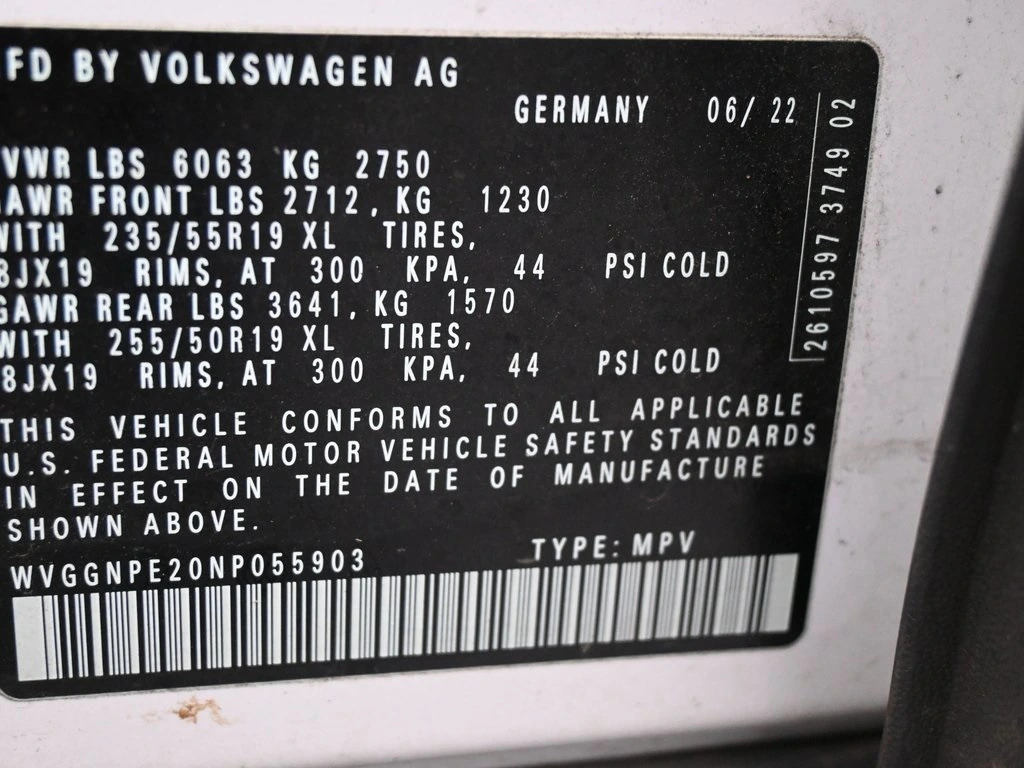 FD BY VOLKSWAGEN AG
GERMANY 06/ 22
VWR LBS 6063 KG 2750
AWR FRONT LBS 2712, KG 1230
WITH 235/55R19 XL TIRES,
8JX19 RIMS, AT 300 KPA, 44 PSI COLD
GAWR REAR LBS 3641, KG 1570
WITH 255/50R19 XL TIRES,
8JX19 RIMS, AT 300 KPA, 44 PSI COLD
THIS VEHICLE CONFORMS TO ALL APPLICABLE
U.S. FEDERAL MOTOR VEHICLE SAFETY STANDARDS
IN EFFECT ON THE DATE OF MANUFACTURE
SHOWN ABOVE.
WVGGNPE20NP055903 TYPE: MPV
2610597 3749 02